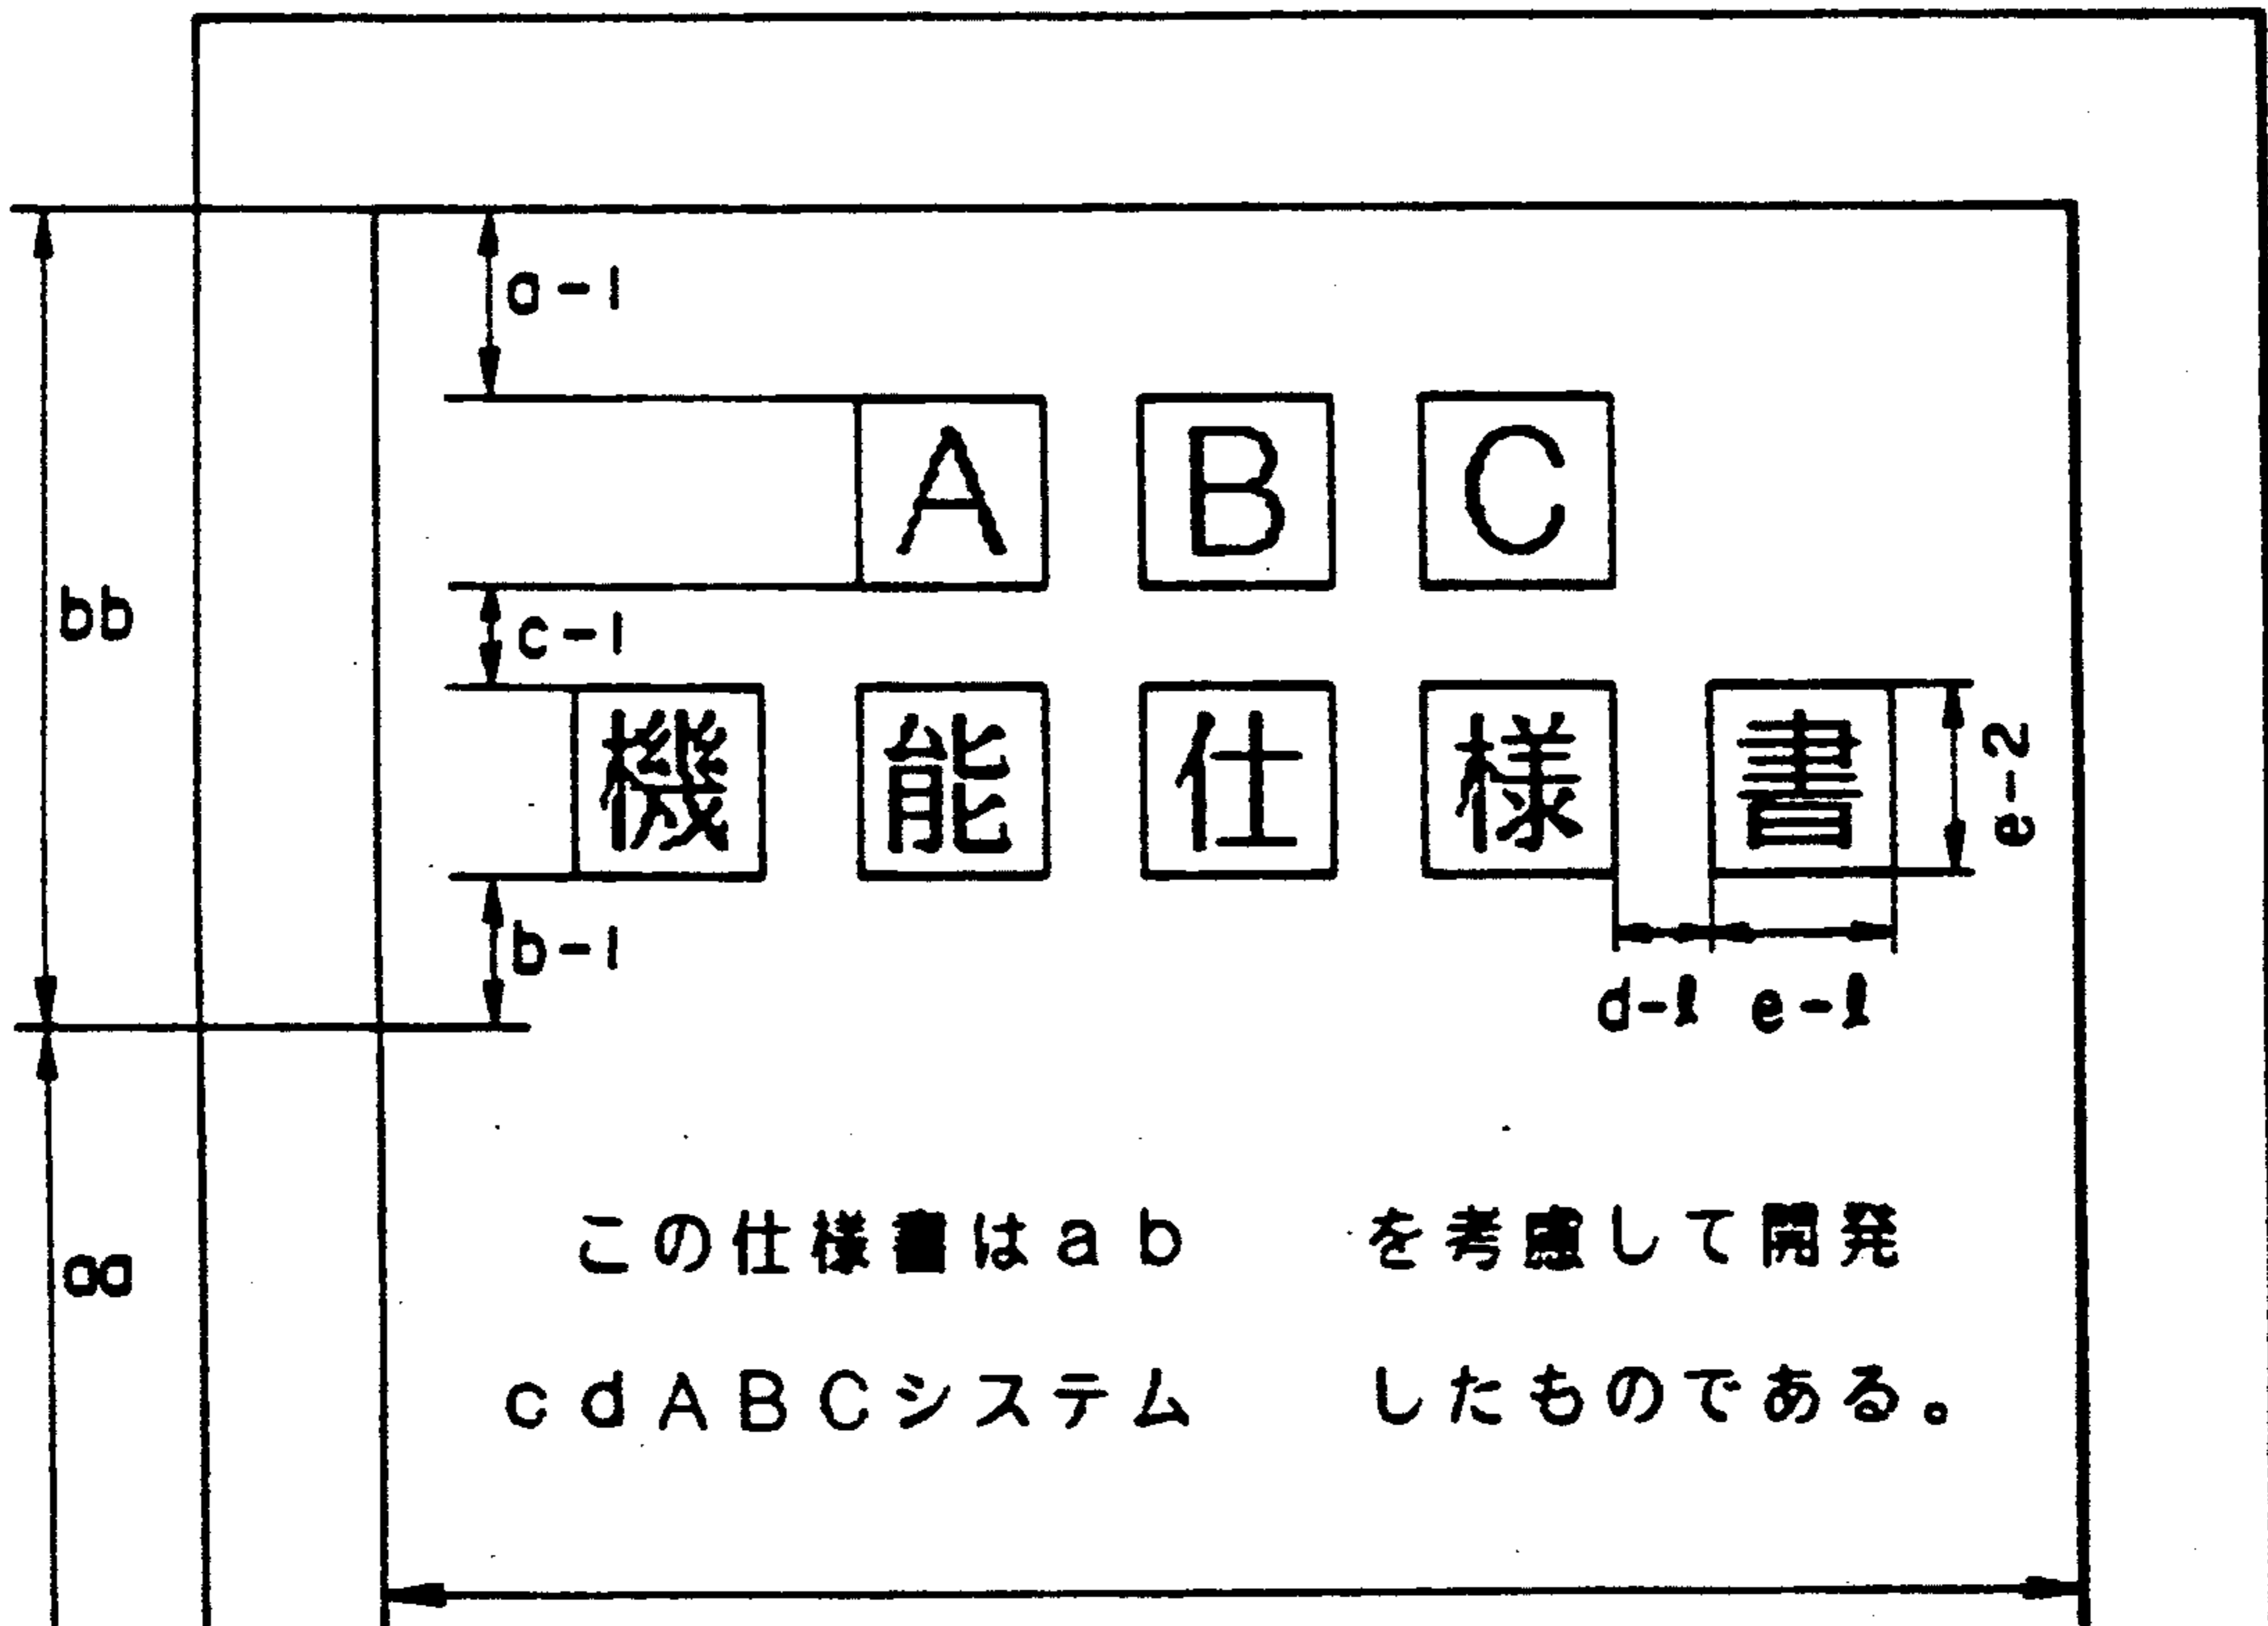 a-1
A B C
bb
c-1
機能仕様書
e-2
b-1
d-1 e-1
この仕様書はab を考慮して開発
aa
cdABCシステム したものである。